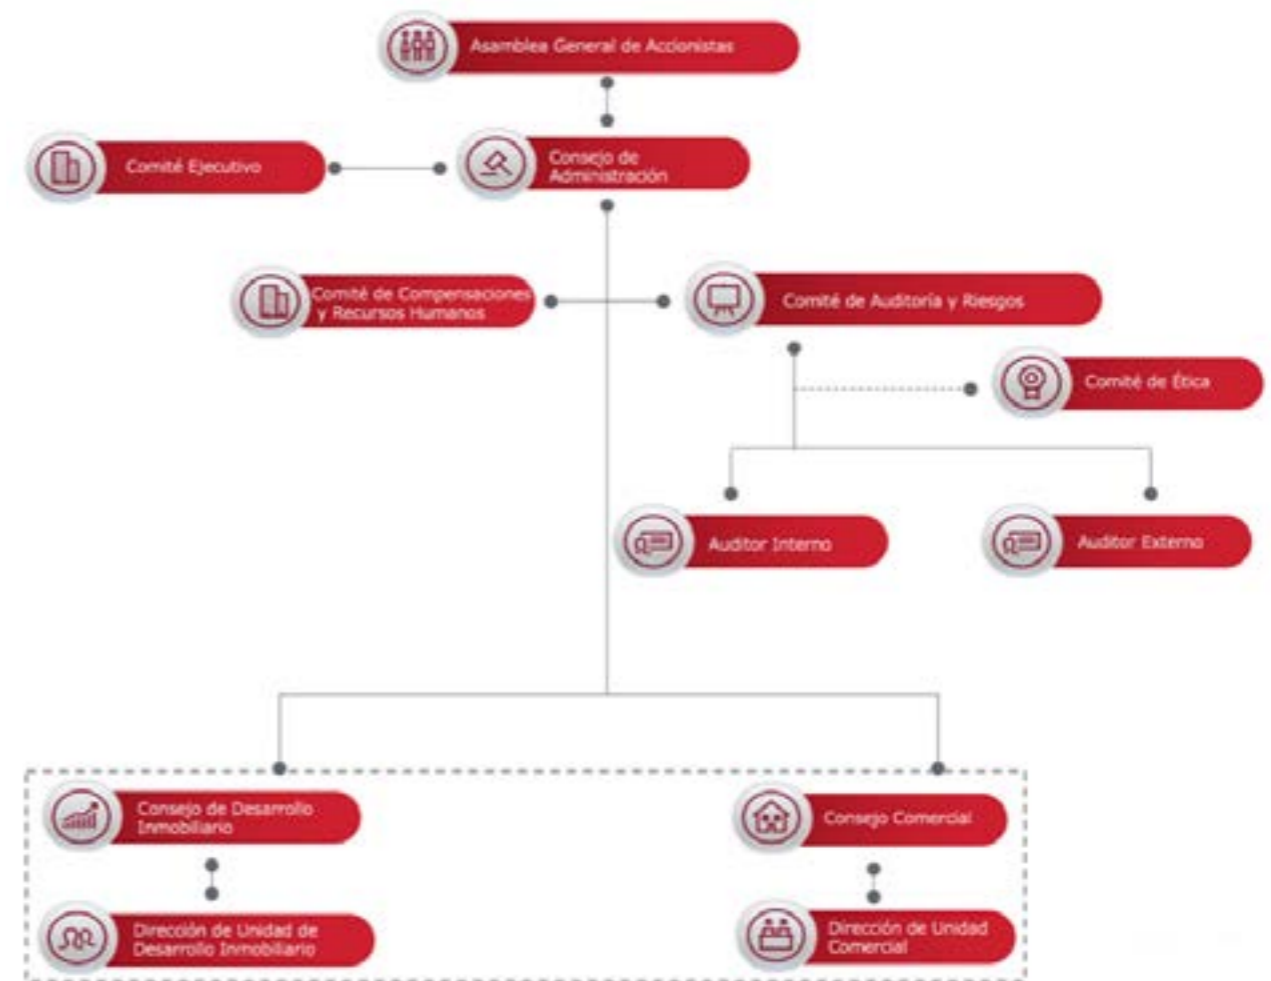 Asamblea General de Accionistas
Comité Ejecutivo
Consejo de
Administración
Comité de Compensaciones
y Recursos Humanos
Comité de Auditoría y Riesgos
Comité de Ética
Auditor Interno
Auditor Externo
Consejo de Desarrollo
Inmobiliario
Consejo Comercial
Dirección de Unidad de
Desarrollo Inmobiliario
Dirección de Unidad
Comercial